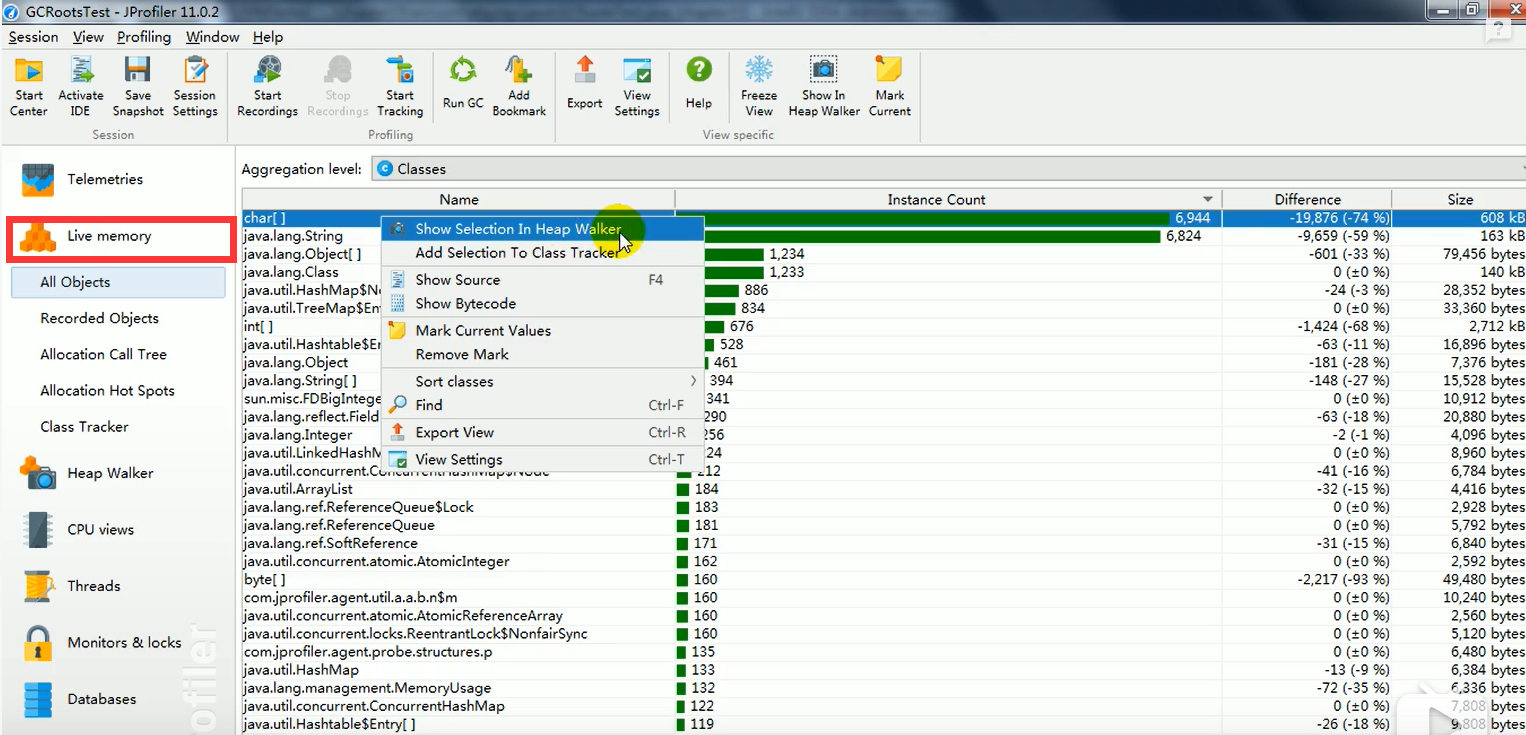 GCRootsTest - JProfiler 11.0.2
Session View Profiling Window Help
Start Center Activate IDE Save Snapshot Session Settings Start Recordings Stop Recordings Start Tracking Run GC Add Bookmark Export View Settings Help Freeze View Show In Heap Walker Mark Current
Session Profiling View specific
Telemetries
Live memory
All Objects
Recorded Objects
Allocation Call Tree
Allocation Hot Spots
Class Tracker
Heap Walker
CPU views
Threads
Monitors & locks
Databases
Aggregation level: Classes
Name Instance Count Difference Size
char[ ] 6,944 -19,876 (-74 %) 608 kB
java.lang.String 6,824 -9,659 (-59 %) 163 kB
java.lang.Object[ ] 1,234 -601 (-33 %) 79,456 bytes
java.lang.Class 1,233 0 (±0 %) 140 kB
java.util.HashMap$No 886 -24 (-3 %) 28,352 bytes
java.util.TreeMap$En 834 0 (±0 %) 33,360 bytes
int[ ] 676 -1,424 (-68 %) 2,712 kB
java.util.Hashtable$E 528 -63 (-11 %) 16,896 bytes
java.lang.Object 461 -181 (-28 %) 7,376 bytes
java.lang.String[ ] 394 -148 (-27 %) 15,528 bytes
sun.misc.FDBigIntege 341 0 (±0 %) 10,912 bytes
java.lang.reflect.Field 290 -63 (-18 %) 20,880 bytes
java.lang.Integer 256 -2 (-1 %) 4,096 bytes
java.util.LinkedHashM 224 0 (±0 %) 8,960 bytes
java.util.concurrent.ConcurrentHashMap$Node 212 -41 (-16 %) 6,784 bytes
java.util.ArrayList 184 -32 (-15 %) 4,416 bytes
java.lang.ref.ReferenceQueue$Lock 183 0 (±0 %) 2,928 bytes
java.lang.ref.ReferenceQueue 181 0 (±0 %) 5,792 bytes
java.lang.ref.SoftReference 171 -31 (-15 %) 6,840 bytes
java.util.concurrent.atomic.AtomicInteger 162 0 (±0 %) 2,592 bytes
byte[ ] 160 -2,217 (-93 %) 49,480 bytes
com.jprofiler.agent.util.a.a.b.n$m 160 0 (±0 %) 10,240 bytes
java.util.concurrent.atomic.AtomicReferenceArray 160 0 (±0 %) 2,560 bytes
java.util.concurrent.locks.ReentrantLock$NonfairSync 160 0 (±0 %) 5,120 bytes
com.jprofiler.agent.probe.structures.p 135 0 (±0 %) 6,480 bytes
java.util.HashMap 133 -13 (-9 %) 6,384 bytes
java.lang.management.MemoryUsage 132 -72 (-35 %) 6,336 bytes
java.util.concurrent.ConcurrentHashMap 122 0 (±0 %) 7,808 bytes
java.util.Hashtable$Entry[ ] 119 -26 (-18 %) 9,808 bytes
Show Selection In Heap Walker
Add Selection To Class Tracker
Show Source F4
Show Bytecode
Mark Current Values
Remove Mark
Sort classes
Find Ctrl-F
Export View Ctrl-R
View Settings Ctrl-T